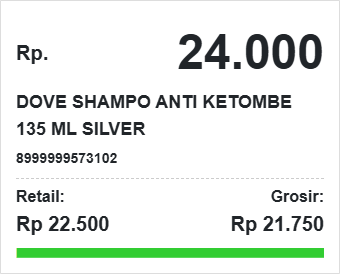 Rp. 24.000
DOVE SHAMPO ANTI KETOMBE
135 ML SILVER
8999999573102
Retail: Grosir:
Rp 22.500 Rp 21.750